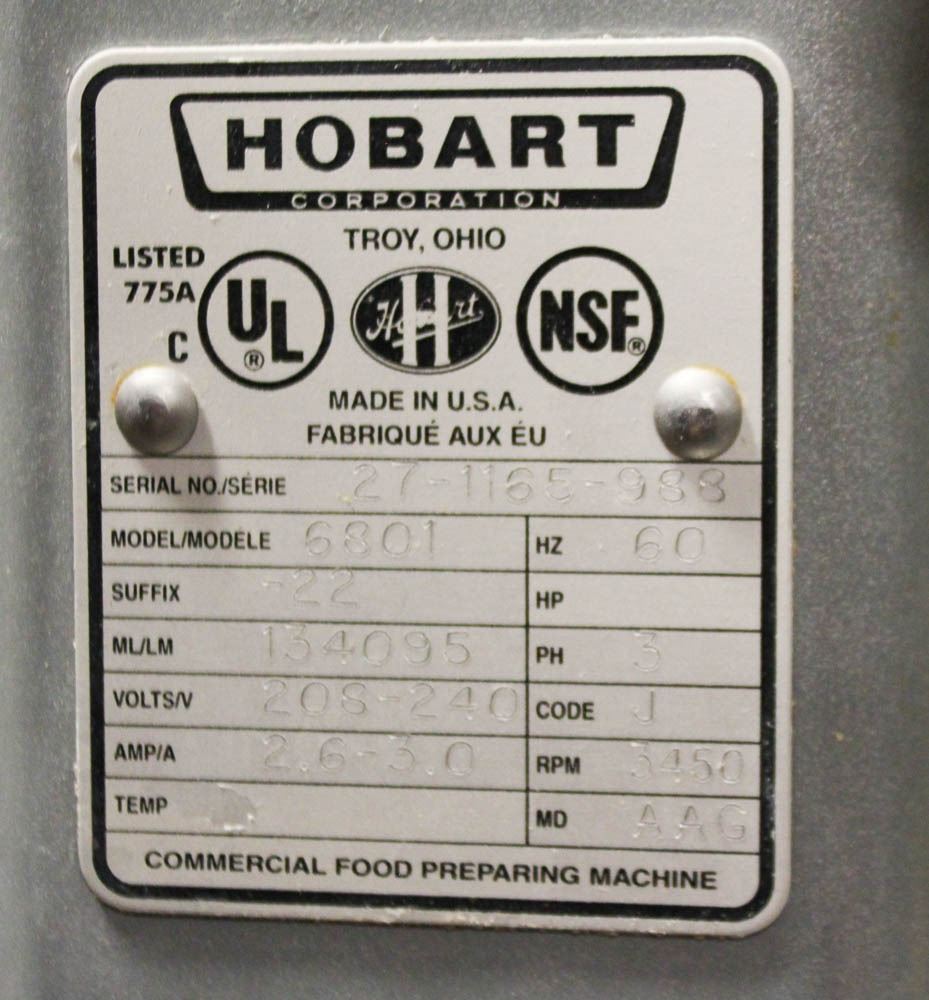 HOBART
CORPORATION
TROY, OHIO
LISTED
775A
C
UL®
Hobart
NSF®
MADE IN U.S.A.
FABRIQUÉ AUX ÉU
SERIAL NO./SÉRIE 27-1165-988
MODEL/MODÈLE 6801 HZ 60
SUFFIX -22 HP
ML/LM 134095 PH 3
VOLTS/V 208-240 CODE J
AMP/A 2.6-3.0 RPM 3450
TEMP MD AAG
COMMERCIAL FOOD PREPARING MACHINE